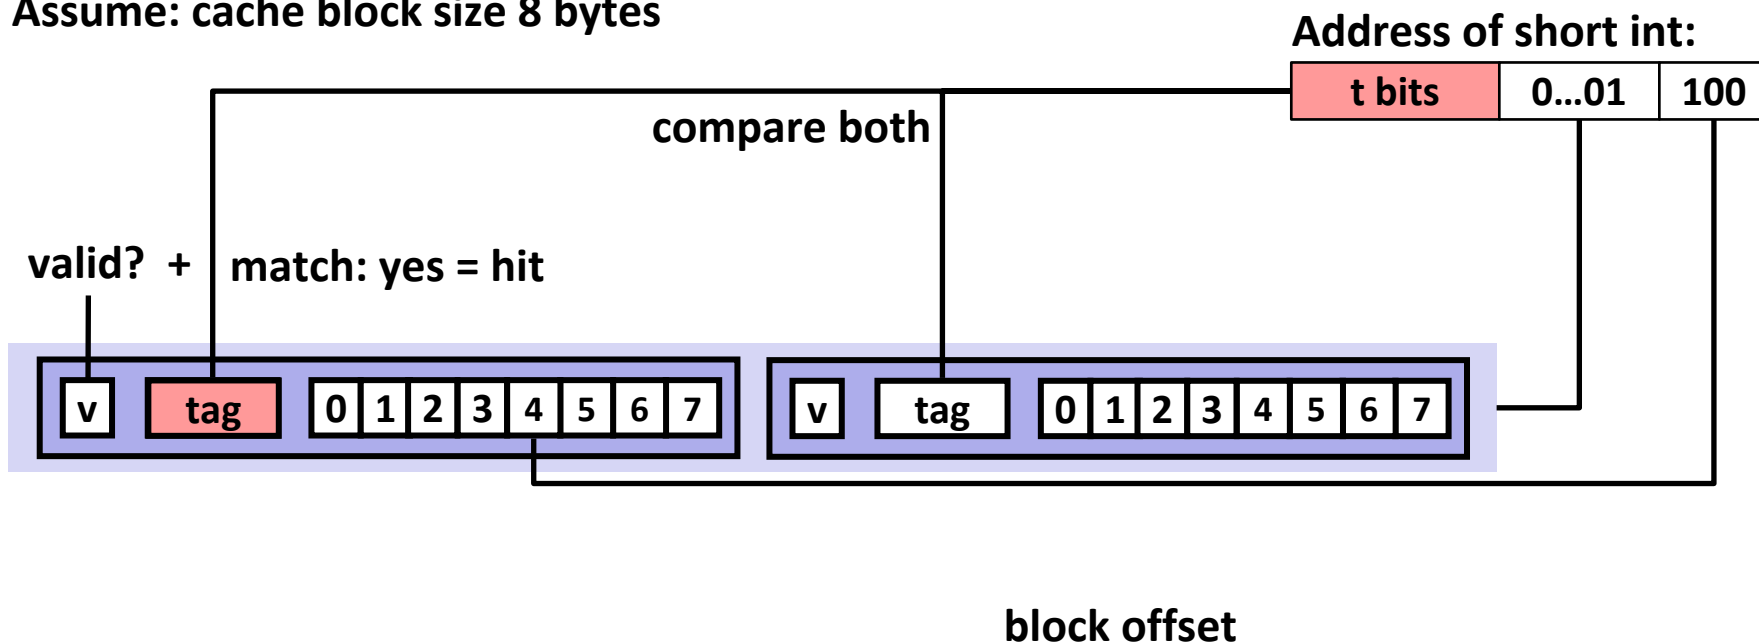 Assume: cache block size 8 bytes
Address of short int:
t bits 0...01 100
compare both
valid? + match: yes = hit
v tag 0 1 2 3 4 5 6 7 v tag 0 1 2 3 4 5 6 7
block offset